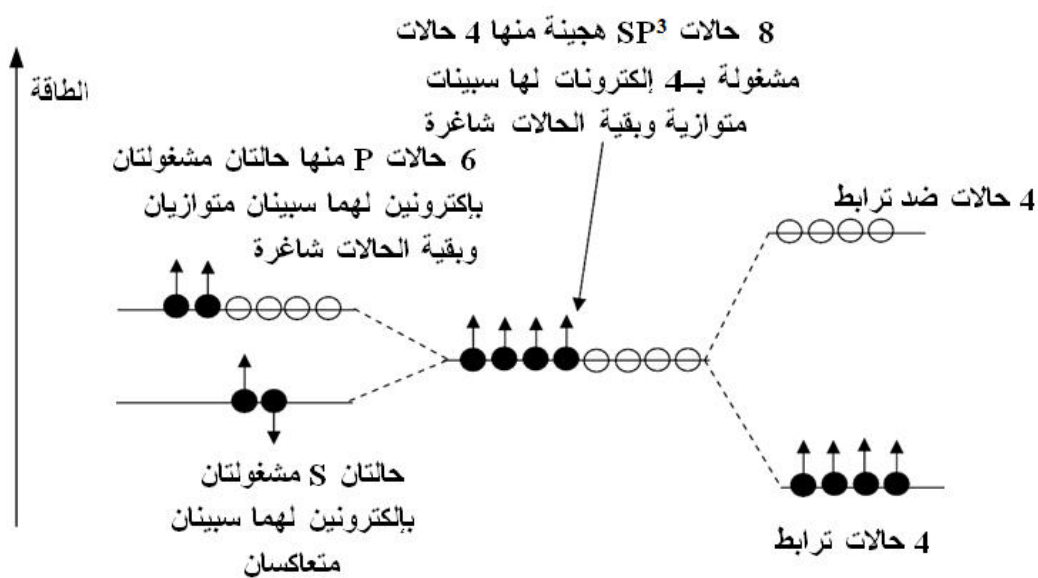 8 حالات SP³ هجينة منها 4 حالات
مشغولة بـ4 إلكترونات لها سبينات
متوازية وبقية الحالات شاغرة
الطاقة
6 حالات P منها حالتان مشغولتان
بإكترونين لهما سبينان متوازيان
وبقية الحالات شاغرة
4 حالات ضد ترابط
حالتان S مشغولتان
بإلكترونين لهما سبينان
متعاكسان
4 حالات ترابط